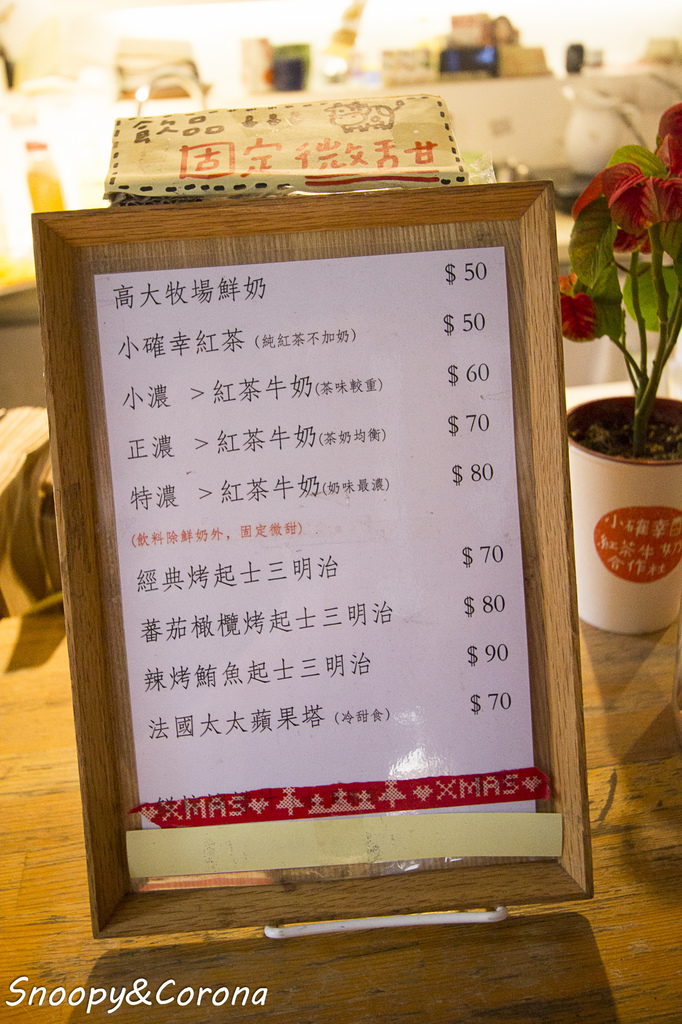 飲品
固定微甜
高大牧場鮮奶 $ 50
小確幸紅茶 (純紅茶不加奶) $ 50
小濃 > 紅茶牛奶(茶味較重) $ 60
正濃 > 紅茶牛奶(茶奶均衡) $ 70
特濃 > 紅茶牛奶(奶味最濃) $ 80
(飲料除鮮奶外，固定微甜)
經典烤起士三明治 $ 70
蕃茄橄欖烤起士三明治 $ 80
辣烤鮪魚起士三明治 $ 90
法國太太蘋果塔 (冷甜食) $ 70
XMAS XMAS
小確幸
紅茶牛奶
合作社
Snoopy&Corona